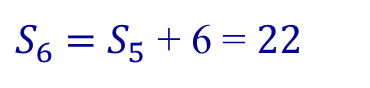 S₆ = S₅ + 6 = 22